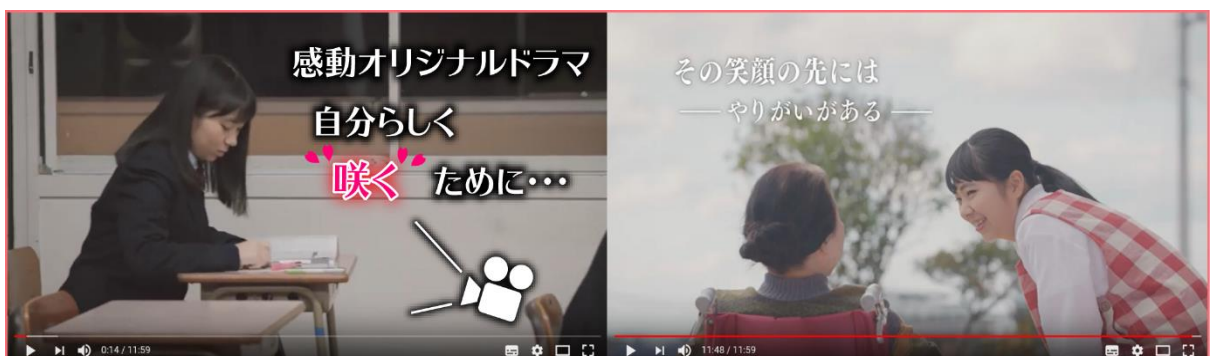 感動オリジナルドラマ
自分らしく
咲く ために・・・
0:14 / 11:59
その笑顔の先には
やりがいがある
11:48 / 11:59